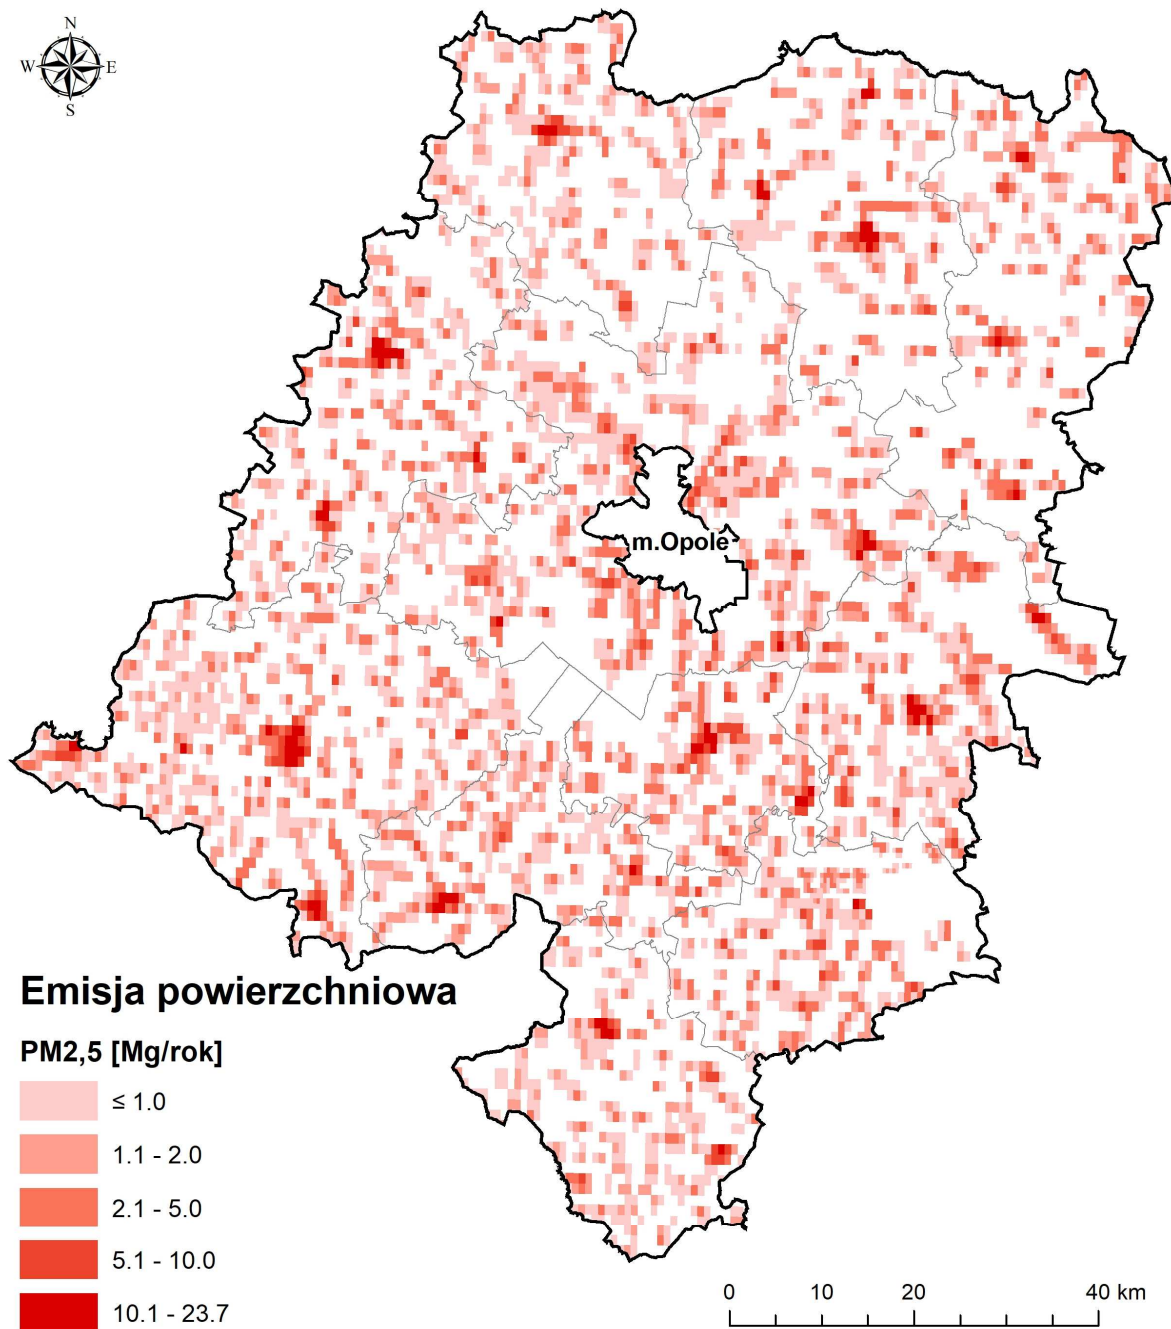 N
W E
S
m.Opole
Emisja powierzchniowa
PM2,5 [Mg/rok]
≤ 1.0
1.1 - 2.0
2.1 - 5.0
5.1 - 10.0
10.1 - 23.7
0 10 20 40 km